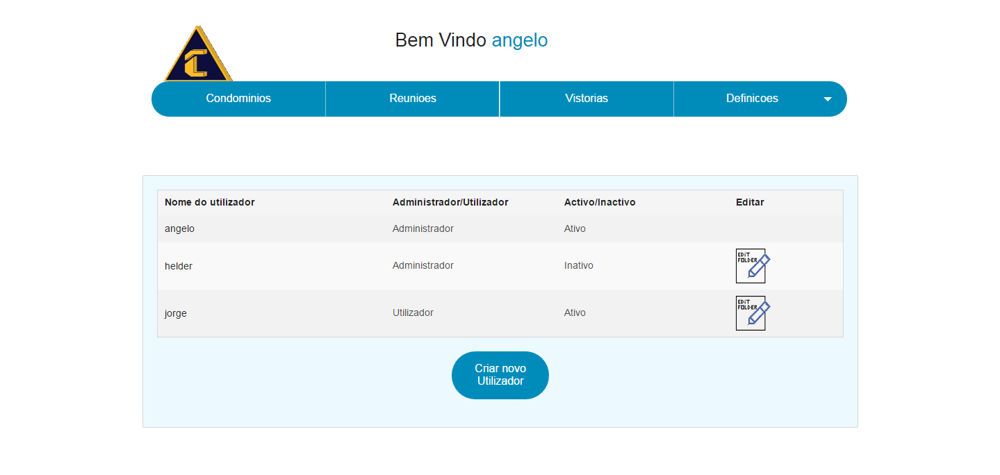 Bem Vindo angelo
Condominios Reunioes Vistorias Definicoes
Nome do utilizador Administrador/Utilizador Activo/Inactivo Editar
angelo Administrador Ativo
helder Administrador Inativo
EDIT
FOLDER
jorge Utilizador Ativo
EDIT
FOLDER
Criar novo
Utilizador